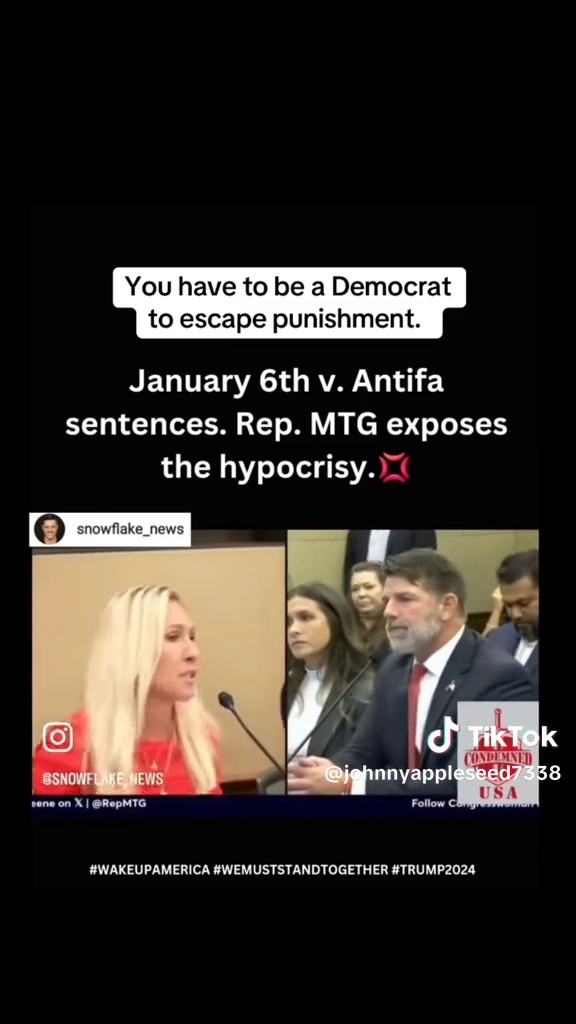 You have to be a Democrat
to escape punishment.
January 6th v. Antifa
sentences. Rep. MTG exposes
the hypocrisy.💢
snowflake_news
@SNOWFLAKE_NEWS
TikTok
@johnnyappleseed7338
CONDEMNED
USA
eene on X | @RepMTG
Follow Congresswoman
#WAKEUPAMERICA #WEMUSTSTANDTOGETHER #TRUMP2024